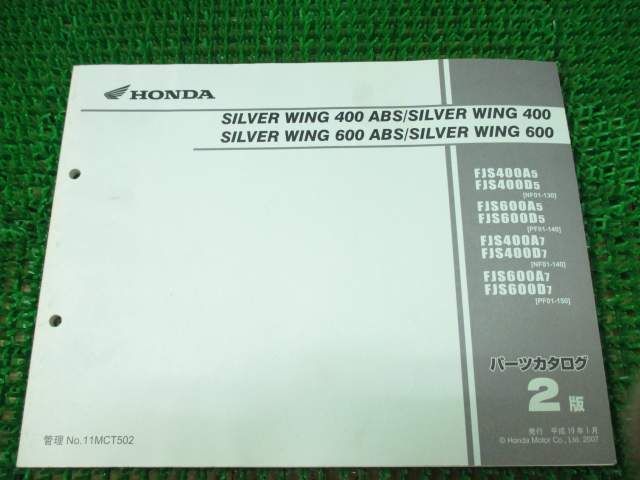 HONDA
SILVER WING 400 ABS/SILVER WING 400
SILVER WING 600 ABS/SILVER WING 600
FJS400A5
FJS400D5
[NF01-130]
FJS600A5
FJS600D5
[PF01-140]
FJS400A7
FJS400D7
[NF01-140]
FJS600A7
FJS600D7
[PF01-150]
パーツカタログ
2版
発行 平成19年1月
© Honda Motor Co., Ltd. 2007
管理 No.11MCT502